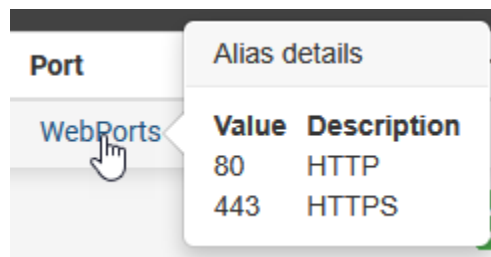 Port
WebPorts
Alias details
Value Description
80 HTTP
443 HTTPS